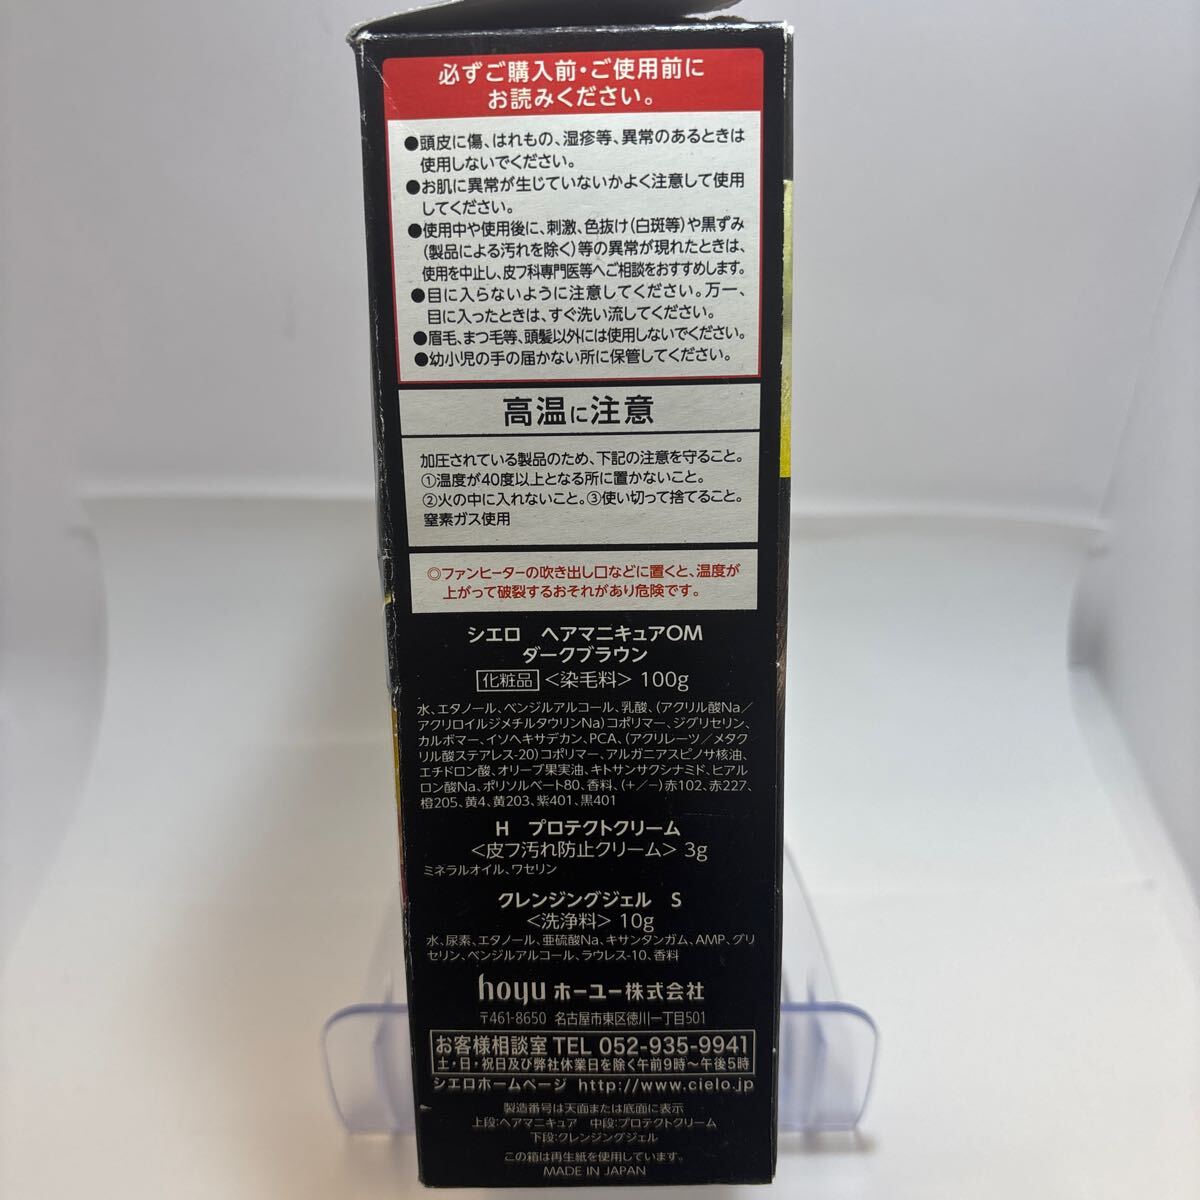 必ずご購入前・ご使用前に
お読みください。
●頭皮に傷、はれもの、湿疹等、異常のあるときは
使用しないでください。
●お肌に異常が生じていないかよく注意して使用
してください。
●使用中や使用後に、刺激、色抜け(白斑等)や黒ずみ
(製品による汚れを除く)等の異常が現れたときは、
使用を中止し、皮フ科専門医等へご相談をおすすめします。
●目に入らないように注意してください。万一、
目に入ったときは、すぐ洗い流してください。
●眉毛、まつ毛等、頭髪以外には使用しないでください。
●幼小児の手の届かない所に保管してください。
高温に注意
加圧されている製品のため、下記の注意を守ること。
①温度が40度以上となる所に置かないこと。
②火の中に入れないこと。③使い切って捨てること。
窒素ガス使用
◎ファンヒーターの吹き出し口などに置くと、温度が
上がって破裂するおそれがあり危険です。
シエロ ヘアマニキュアOM
ダークブラウン
化粧品 <染毛料> 100g
水、エタノール、ベンジルアルコール、乳酸、(アクリル酸Na/
アクリロイルジメチルタウリンNa)コポリマー、ジグリセリン、
カルボマー、イソヘキサデカン、PCA、(アクリレーツ/メタク
リル酸ステアレス-20)コポリマー、アルガニアスピノサ核油、
エチドロン酸、オリーブ果実油、キトサンサクシナミド、ヒアル
ロン酸Na、ポリソルベート80、香料、(+/-)赤102、赤227、
橙205、黄4、黄203、紫401、黒401
H プロテクトクリーム
<皮フ汚れ防止クリーム> 3g
ミネラルオイル、ワセリン
クレンジングジェル S
<洗浄料> 10g
水、尿素、エタノール、亜硫酸Na、キサンタンガム、AMP、グリ
セリン、ベンジルアルコール、ラウレス-10、香料
hoyu ホーユー株式会社
〒461-8650 名古屋市東区徳川一丁目501
お客様相談室 TEL 052-935-9941
土・日・祝日及び弊社休業日を除く午前9時～午後5時
シエロホームページ http://www.cielo.jp
製造番号は天面または底面に表示
上段:ヘアマニキュア 中段:プロテクトクリーム
下段:クレンジングジェル
この箱は再生紙を使用しています。
MADE IN JAPAN